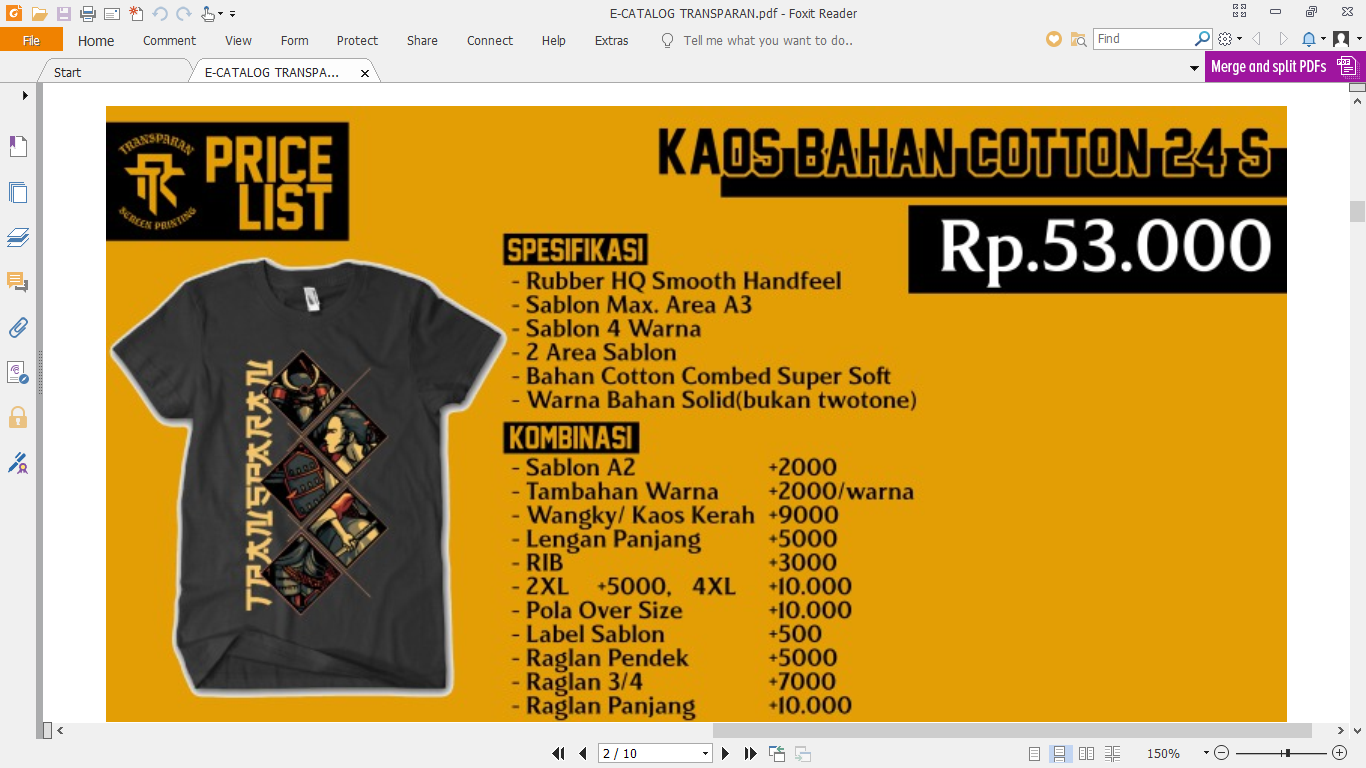 E-CATALOG TRANSPARAN.pdf - Foxit Reader
File Home Comment View Form Protect Share Connect Help Extras Tell me what you want to do.. Find
Start E-CATALOG TRANSPA... Merge and split PDFs
TRANSPARAN
SCREEN PRINTING
PRICE
LIST
KAOS BAHAN COTTON 24 S
Rp.53.000
SPESIFIKASI
- Rubber HQ Smooth Handfeel
- Sablon Max. Area A3
- Sablon 4 Warna
- 2 Area Sablon
- Bahan Cotton Combed Super Soft
- Warna Bahan Solid(bukan twotone)
KOMBINASI
- Sablon A2 +2000
- Tambahan Warna +2000/warna
- Wangky/ Kaos Kerah +9000
- Lengan Panjang +5000
- RIB +3000
- 2XL +5000, 4XL +10.000
- Pola Over Size +10.000
- Label Sablon +500
- Raglan Pendek +5000
- Raglan 3/4 +7000
- Raglan Panjang +10.000
TRANSPARAN
2 / 10 150%